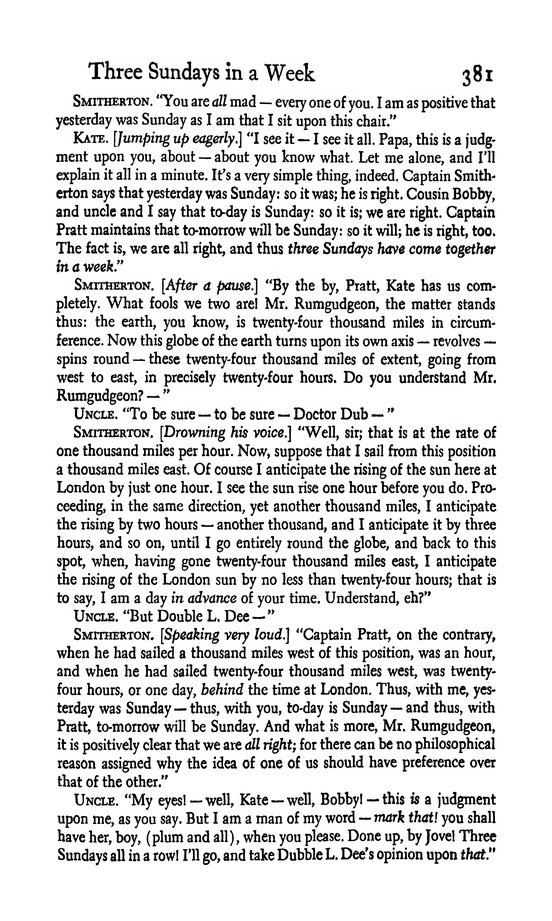 Three Sundays in a Week 381
SMITHERTON. "You are all mad — every one of you. I am as positive that
yesterday was Sunday as I am that I sit upon this chair."
KATE. [Jumping up eagerly.] "I see it — I see it all. Papa, this is a judg-
ment upon you, about — about you know what. Let me alone, and I'll
explain it all in a minute. It's a very simple thing, indeed. Captain Smith-
erton says that yesterday was Sunday: so it was; he is right. Cousin Bobby,
and uncle and I say that to-day is Sunday: so it is; we are right. Captain
Pratt maintains that to-morrow will be Sunday: so it will; he is right, too.
The fact is, we are all right, and thus three Sundays have come together
in a week."
SMITHERTON. [After a pause.] "By the by, Pratt, Kate has us com-
pletely. What fools we two are! Mr. Rumgudgeon, the matter stands
thus: the earth, you know, is twenty-four thousand miles in circum-
ference. Now this globe of the earth turns upon its own axis — revolves —
spins round — these twenty-four thousand miles of extent, going from
west to east, in precisely twenty-four hours. Do you understand Mr.
Rumgudgeon? — "
UNCLE. "To be sure — to be sure — Doctor Dub — "
SMITHERTON. [Drowning his voice.] "Well, sir; that is at the rate of
one thousand miles per hour. Now, suppose that I sail from this position
a thousand miles east. Of course I anticipate the rising of the sun here at
London by just one hour. I see the sun rise one hour before you do. Pro-
ceeding, in the same direction, yet another thousand miles, I anticipate
the rising by two hours — another thousand, and I anticipate it by three
hours, and so on, until I go entirely round the globe, and back to this
spot, when, having gone twenty-four thousand miles east, I anticipate
the rising of the London sun by no less than twenty-four hours; that is
to say, I am a day in advance of your time. Understand, eh?"
UNCLE. "But Double L. Dee — "
SMITHERTON. [Speaking very loud.] "Captain Pratt, on the contrary,
when he had sailed a thousand miles west of this position, was an hour,
and when he had sailed twenty-four thousand miles west, was twenty-
four hours, or one day, behind the time at London. Thus, with me, yes-
terday was Sunday — thus, with you, to-day is Sunday — and thus, with
Pratt, to-morrow will be Sunday. And what is more, Mr. Rumgudgeon,
it is positively clear that we are all right; for there can be no philosophical
reason assigned why the idea of one of us should have preference over
that of the other."
UNCLE. "My eyes! — well, Kate — well, Bobby! — this is a judgment
upon me, as you say. But I am a man of my word — mark that! you shall
have her, boy, (plum and all), when you please. Done up, by Jove! Three
Sundays all in a row! I'll go, and take Dubble L. Dee's opinion upon that."